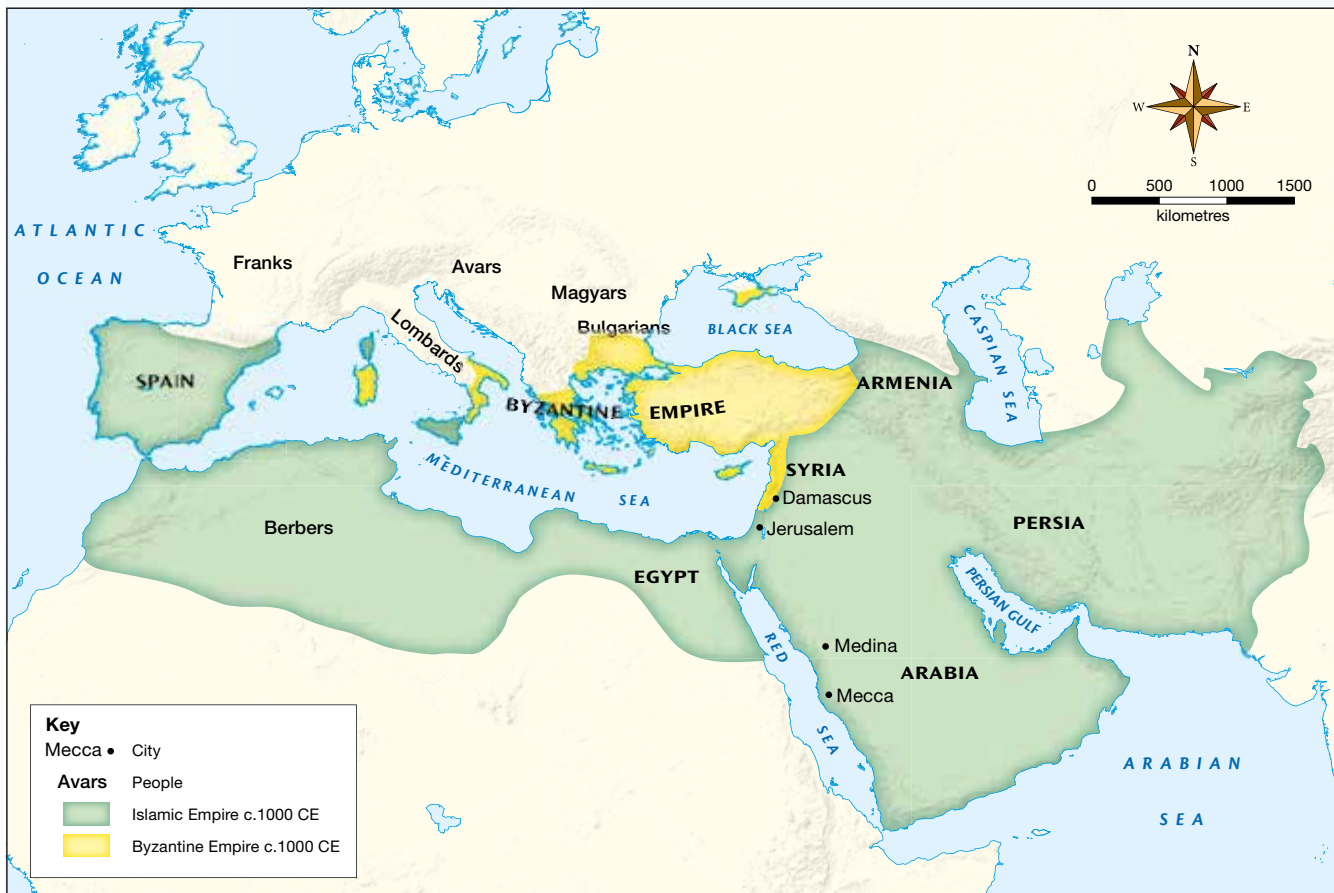 N
W
E
S
0 500 1000 1500
kilometres
ATLANTIC
OCEAN
Franks
Avars
Magyars
Bulgarians
Lombards
BLACK SEA
CASPIAN SEA
SPAIN
BYZANTINE EMPIRE
ARMENIA
MEDITERRANEAN SEA
SYRIA
Damascus
Jerusalem
PERSIA
Berbers
EGYPT
PERSIAN GULF
RED SEA
Medina
ARABIA
Mecca
ARABIAN
SEA
Key
Mecca • City
Avars People
Islamic Empire c.1000 CE
Byzantine Empire c.1000 CE